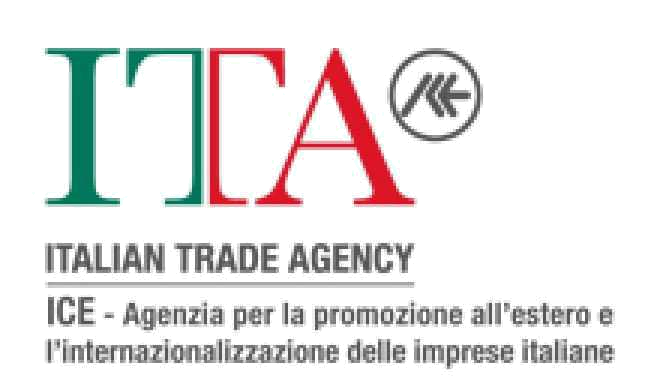 ITA
ITALIAN TRADE AGENCY
ICE - Agenzia per la promozione all'estero e
l'internazionalizzazione delle imprese italiane